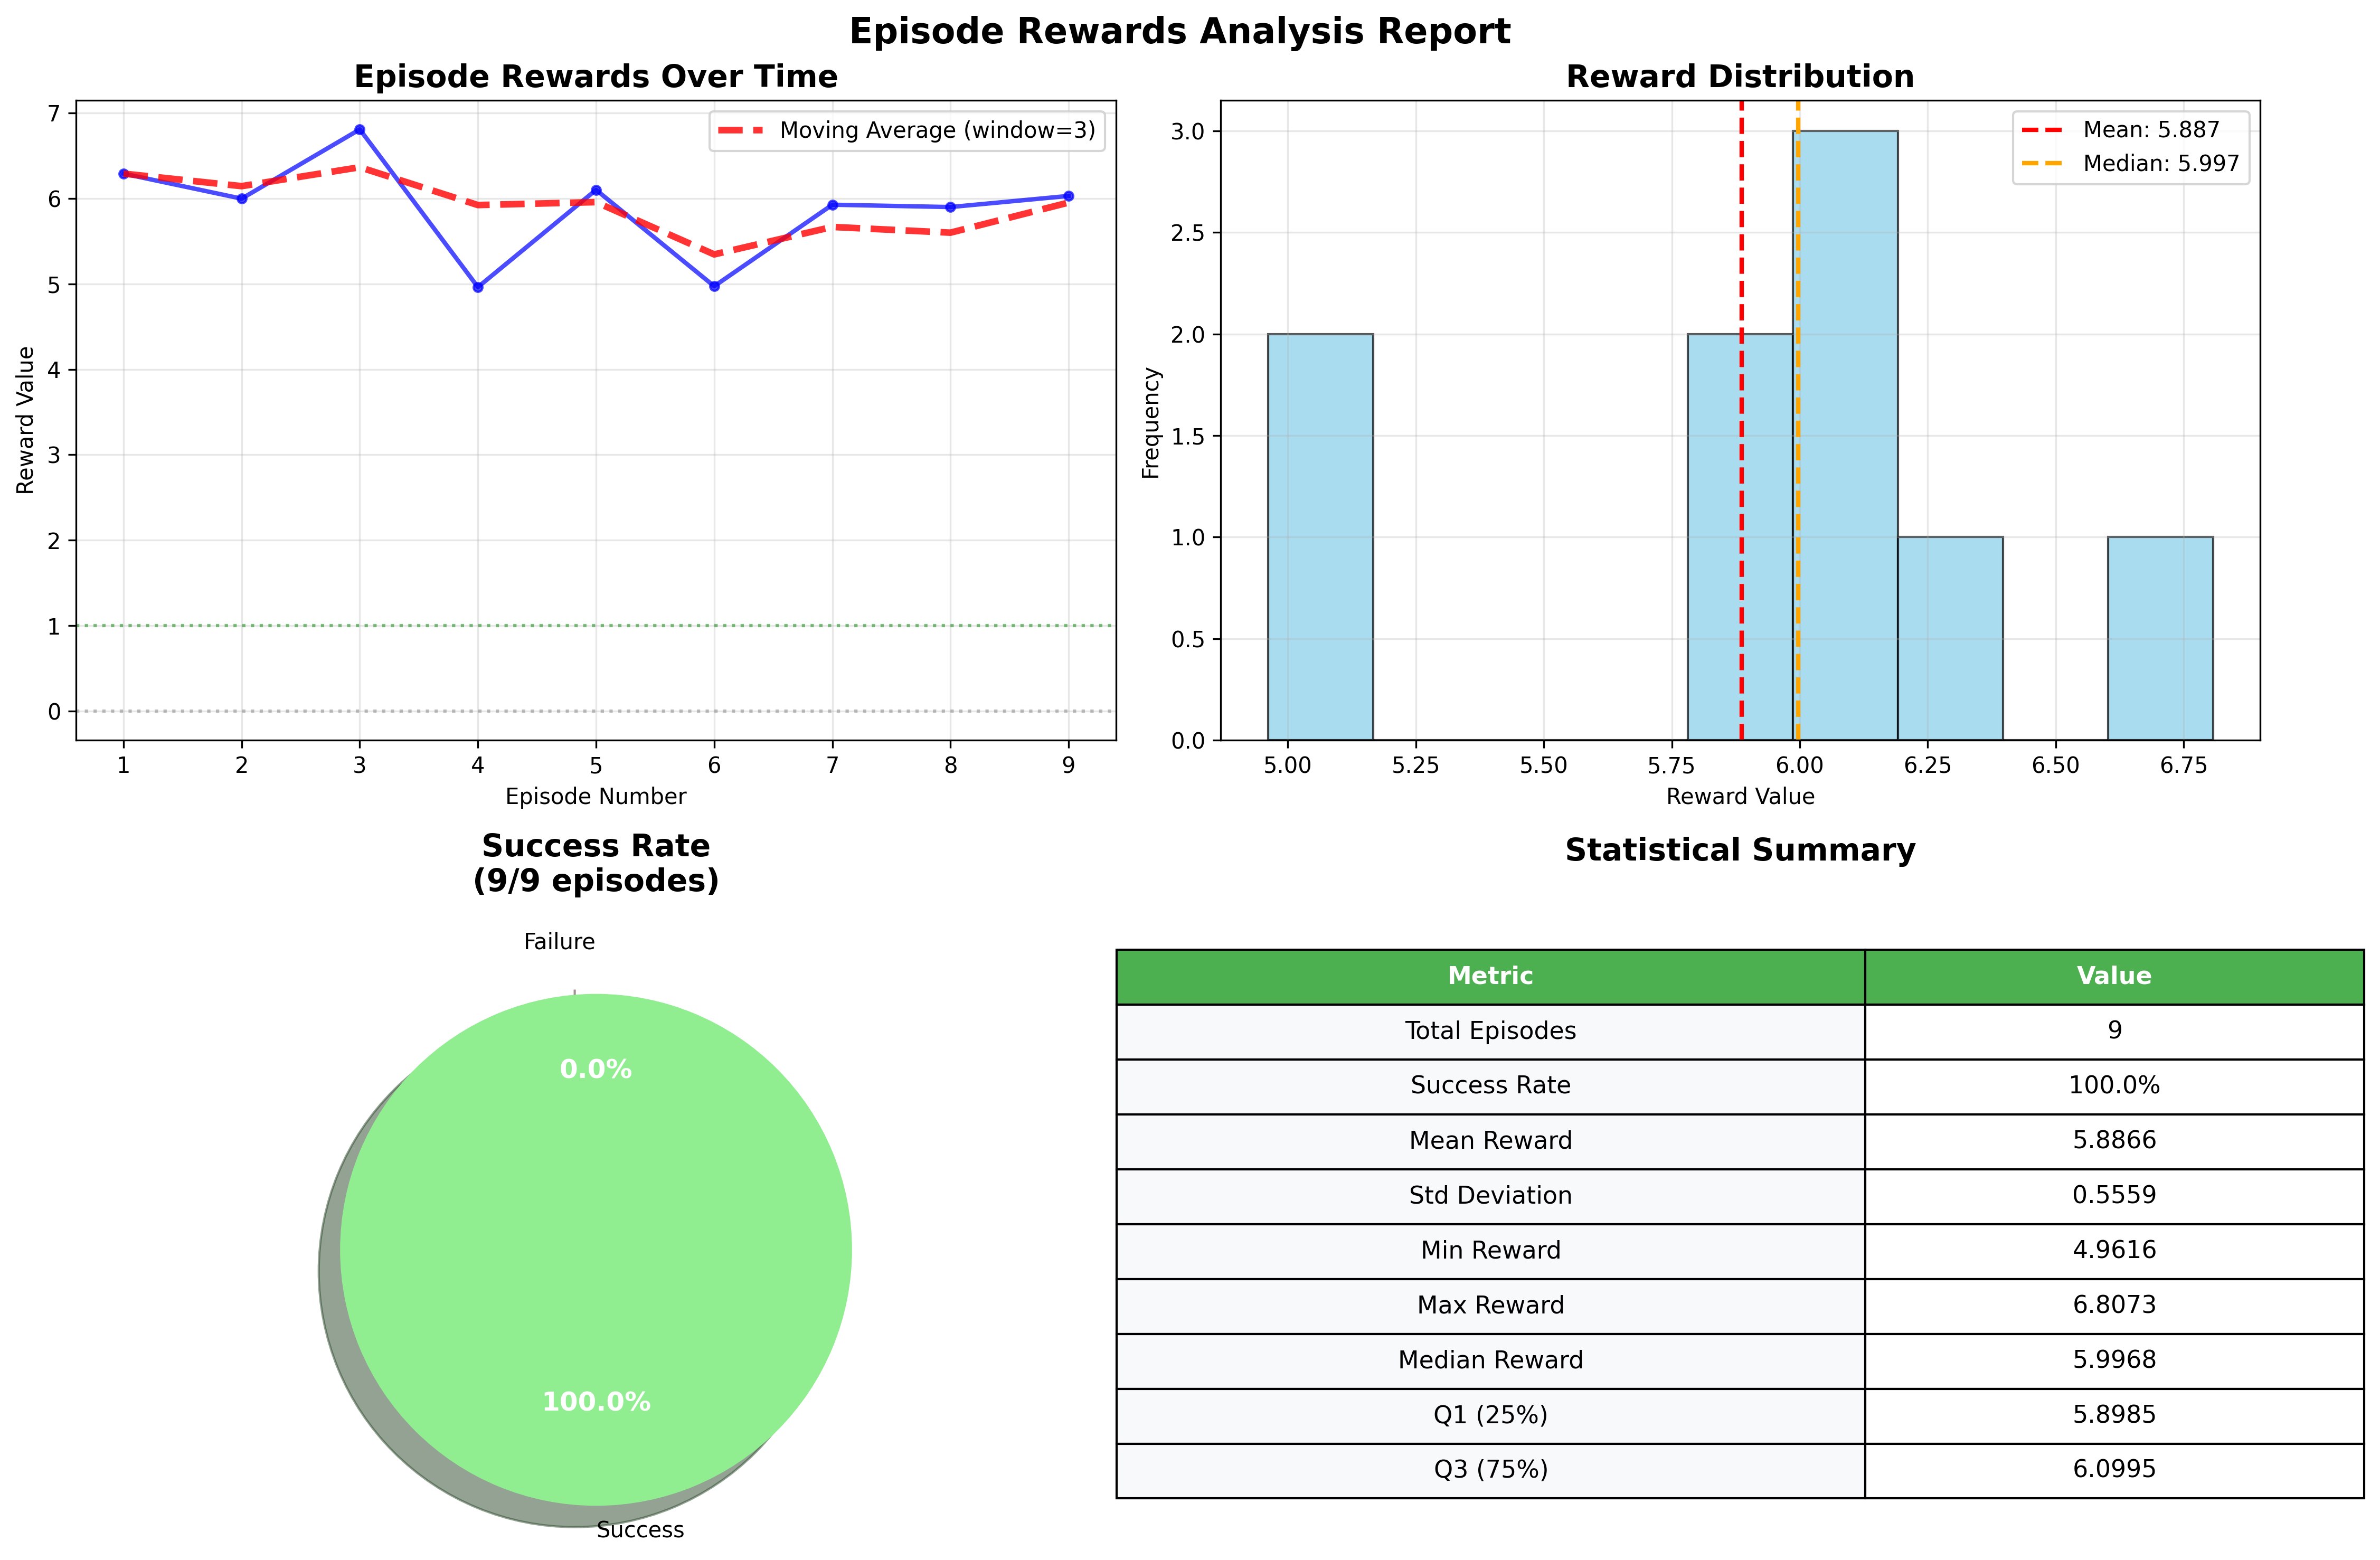 Episode Rewards Analysis Report
Episode Rewards Over Time
7
6
5
4
3
2
1
0
Reward Value
Moving Average (window=3)
1 2 3 4 5 6 7 8 9
Episode Number
Reward Distribution
3.0
2.5
2.0
1.5
1.0
0.5
0.0
Frequency
Mean: 5.887
Median: 5.997
5.00 5.25 5.50 5.75 6.00 6.25 6.50 6.75
Reward Value
Success Rate
(9/9 episodes)
Failure
0.0%
100.0%
Success
Statistical Summary
Metric Value
Total Episodes 9
Success Rate 100.0%
Mean Reward 5.8866
Std Deviation 0.5559
Min Reward 4.9616
Max Reward 6.8073
Median Reward 5.9968
Q1 (25%) 5.8985
Q3 (75%) 6.0995